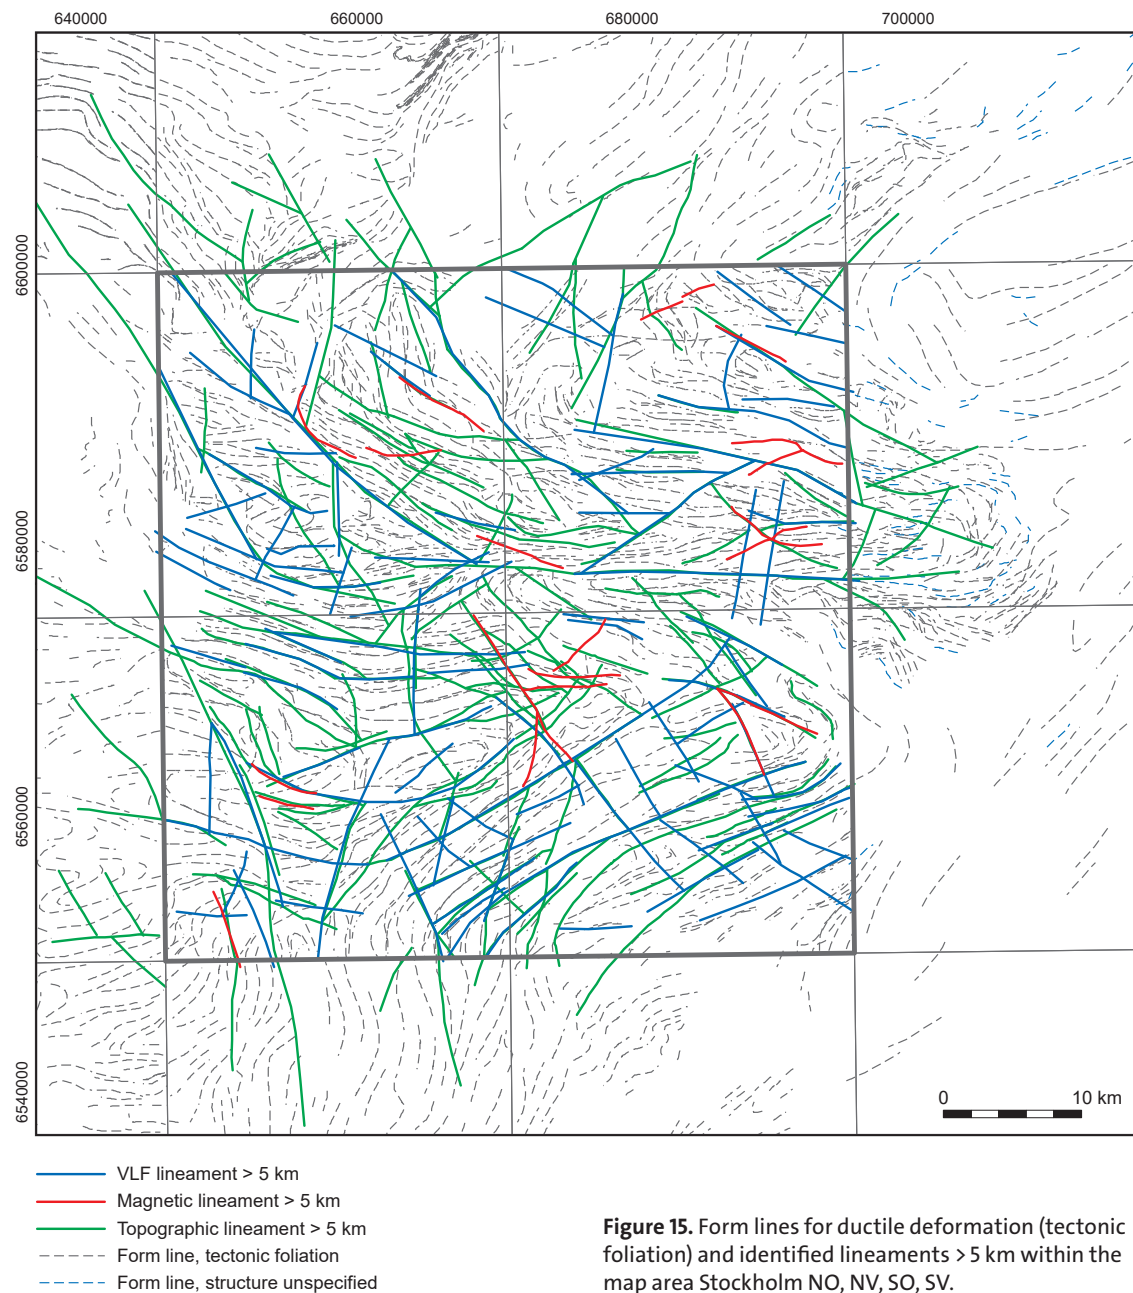 640000 660000 680000 700000
6600000
6580000
6560000
6540000
0 10 km
VLF lineament > 5 km
Magnetic lineament > 5 km
Topographic lineament > 5 km
Form line, tectonic foliation
Form line, structure unspecified
Figure 15. Form lines for ductile deformation (tectonic
foliation) and identified lineaments > 5 km within the
map area Stockholm NO, NV, SO, SV.